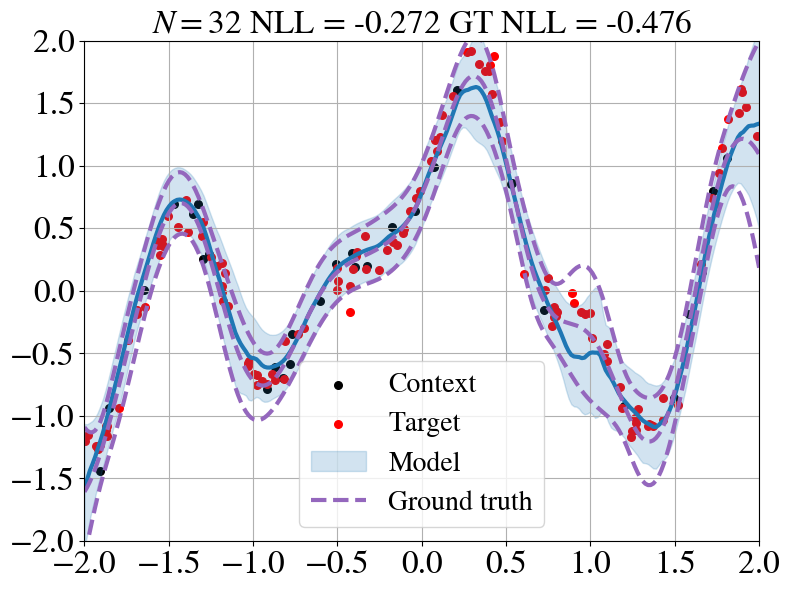 N = 32 NLL = -0.272 GT NLL = -0.476
2.0
1.5
1.0
0.5
0.0
−0.5
−1.0
−1.5
−2.0
Context
Target
Model
Ground truth
−2.0 −1.5 −1.0 −0.5 0.0 0.5 1.0 1.5 2.0